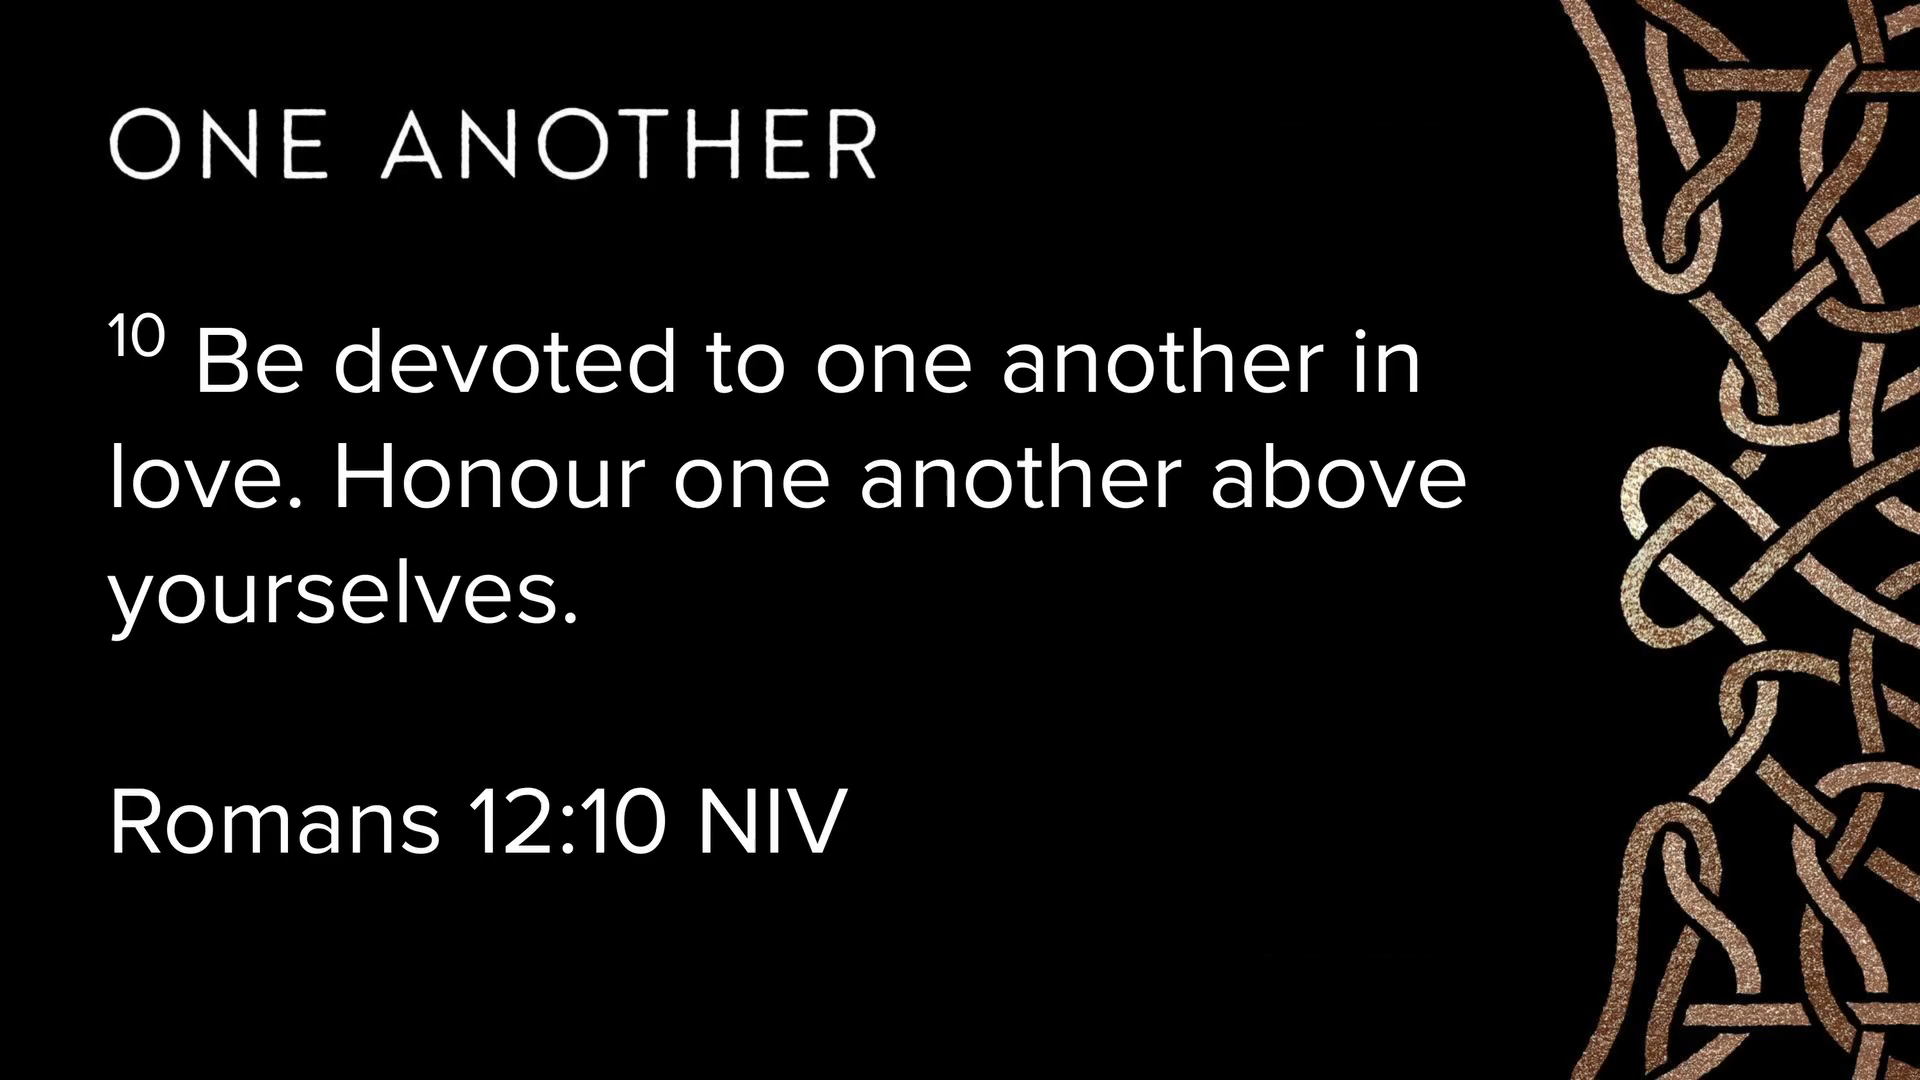 ONE ANOTHER
10 Be devoted to one another in
love. Honour one another above
yourselves.
Romans 12:10 NIV